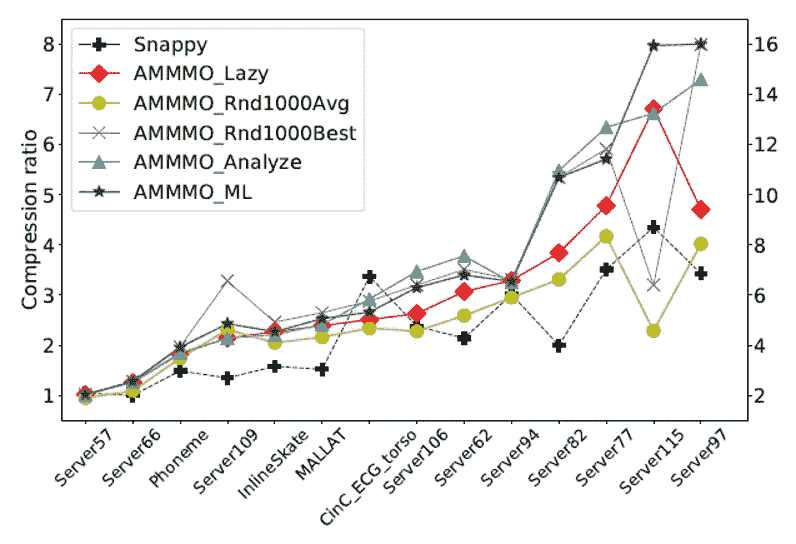 8
7
6
5
4
3
2
1
Compression ratio
16
14
12
10
8
6
4
2
Snappy
AMMMO_Lazy
AMMMO_Rnd1000Avg
AMMMO_Rnd1000Best
AMMMO_Analyze
AMMMO_ML
Server57
Server66
Phoneme
Server109
InlineSkate
MALLAT
CinC_ECG_torso
Server106
Server62
Server94
Server82
Server77
Server115
Server97